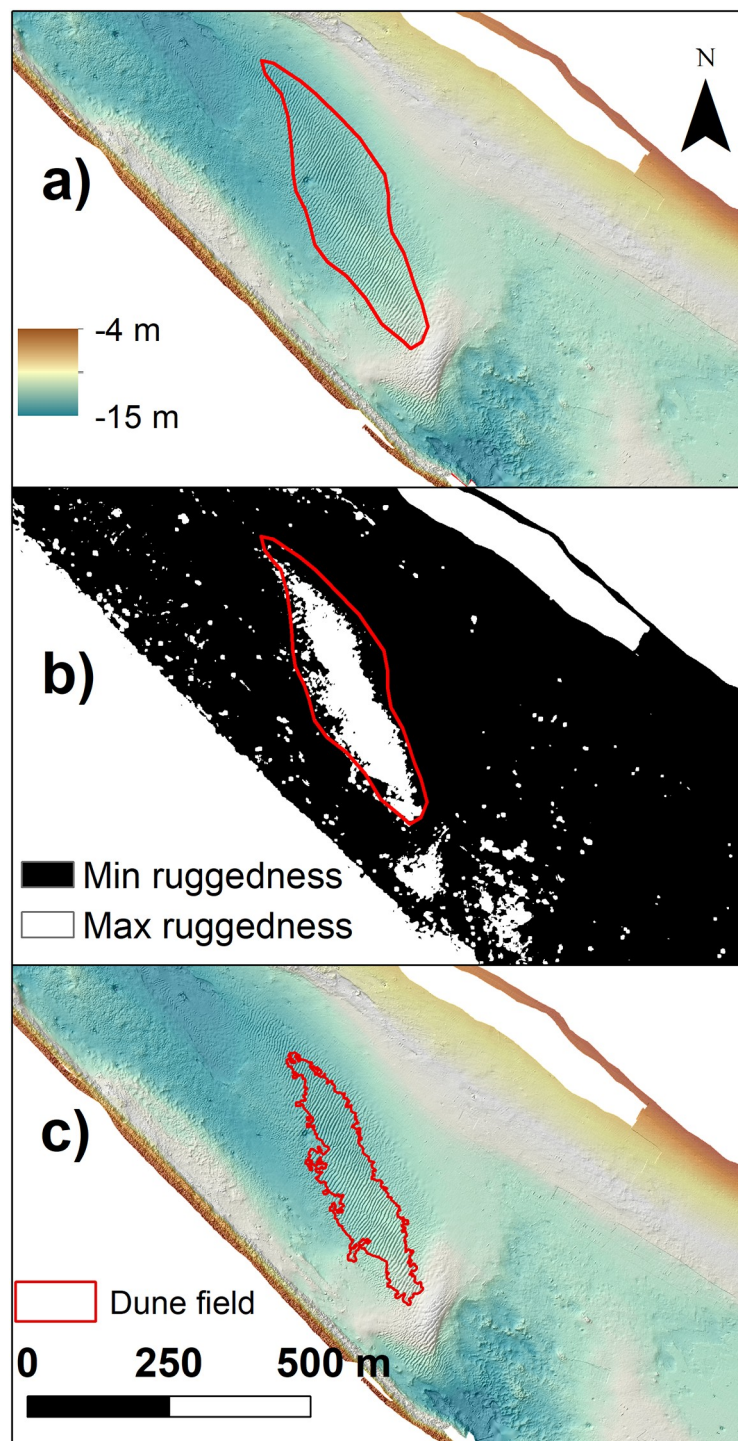 N
a)
-4 m
-15 m
b)
Min ruggedness
Max ruggedness
c)
Dune field
0 250 500 m